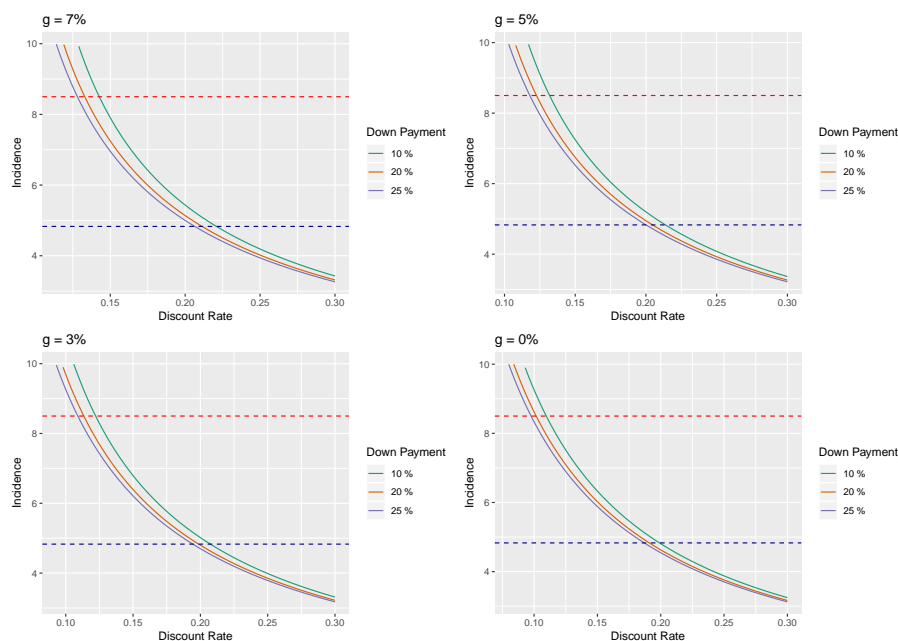 g = 7%
10
8
6
4
Incidence
0.15
0.20
0.25
0.30
Discount Rate
Down Payment
10 %
20 %
25 %
g = 5%
10
8
6
4
Incidence
0.10
0.15
0.20
0.25
0.30
Discount Rate
Down Payment
10 %
20 %
25 %
g = 3%
10
8
6
4
Incidence
0.10
0.15
0.20
0.25
0.30
Discount Rate
Down Payment
10 %
20 %
25 %
g = 0%
10
8
6
4
Incidence
0.10
0.15
0.20
0.25
0.30
Discount Rate
Down Payment
10 %
20 %
25 %